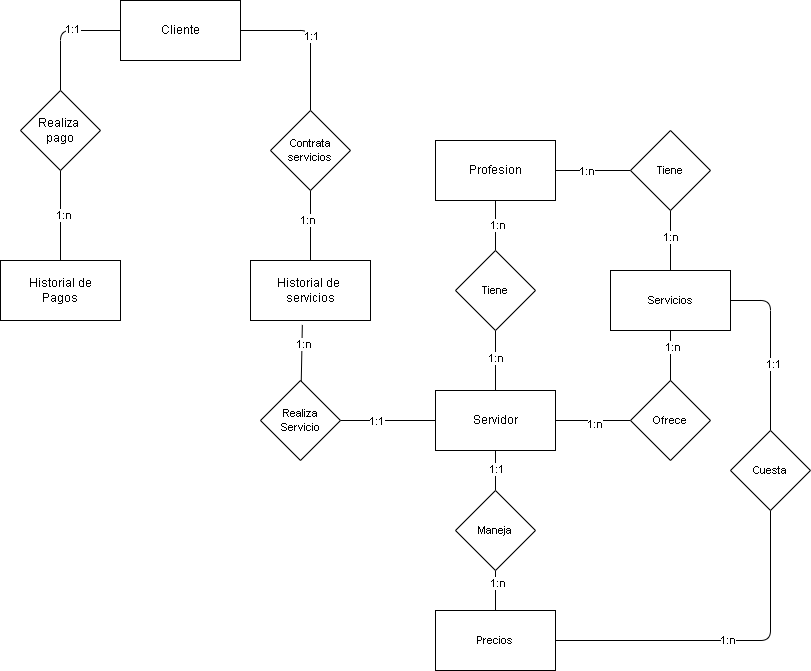 Cliente
1:1
1:1
Realiza
pago
Contrata
servicios
Profesion
1:n
Tiene
1:n
1:n
1:n
1:n
Historial de
Pagos
Historial de
servicios
Tiene
Servicios
1:n
1:n
1:n
1:1
Realiza
Servicio
1:1
Servidor
1:n
Ofrece
1:1
Cuesta
Maneja
1:n
Precios
1:n